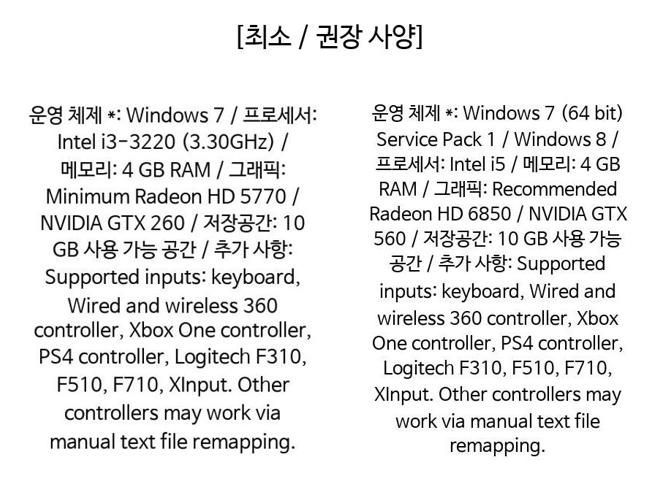 [최소 / 권장 사양]
운영 체제 *: Windows 7 / 프로세서:
Intel i3-3220 (3.30GHz) /
메모리: 4 GB RAM / 그래픽:
Minimum Radeon HD 5770 /
NVIDIA GTX 260 / 저장공간: 10
GB 사용 가능 공간 / 추가 사항:
Supported inputs: keyboard,
Wired and wireless 360
controller, Xbox One controller,
PS4 controller, Logitech F310,
F510, F710, XInput. Other
controllers may work via
manual text file remapping.
운영 체제 *: Windows 7 (64 bit)
Service Pack 1 / Windows 8 /
프로세서: Intel i5 / 메모리: 4 GB
RAM / 그래픽: Recommended
Radeon HD 6850 / NVIDIA GTX
560 / 저장공간: 10 GB 사용 가능
공간 / 추가 사항: Supported
inputs: keyboard, Wired and
wireless 360 controller, Xbox
One controller, PS4 controller,
Logitech F310, F510, F710,
XInput. Other controllers may
work via manual text file
remapping.